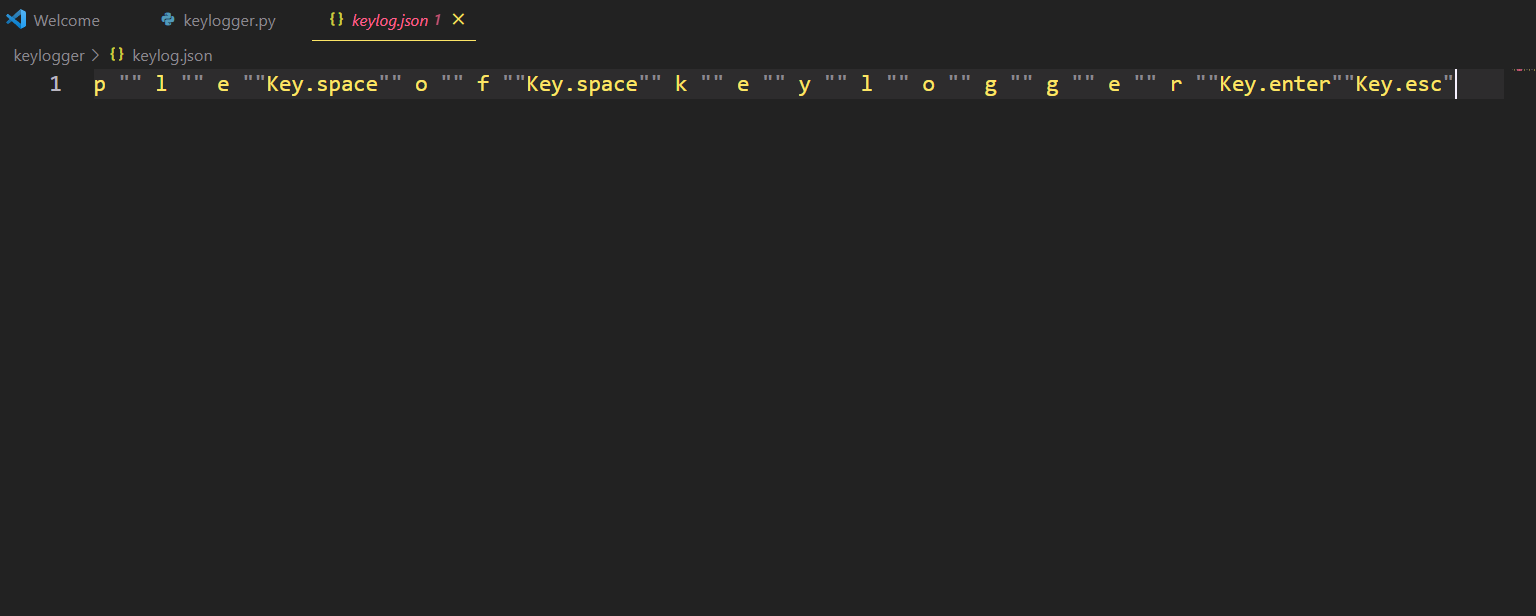 Welcome keylogger.py {} keylog.json 1
keylogger > {} keylog.json
1 p "" l "" e ""Key.space"" o "" f ""Key.space"" k "" e "" y "" l "" o "" g "" g "" e "" r ""Key.enter""Key.esc"